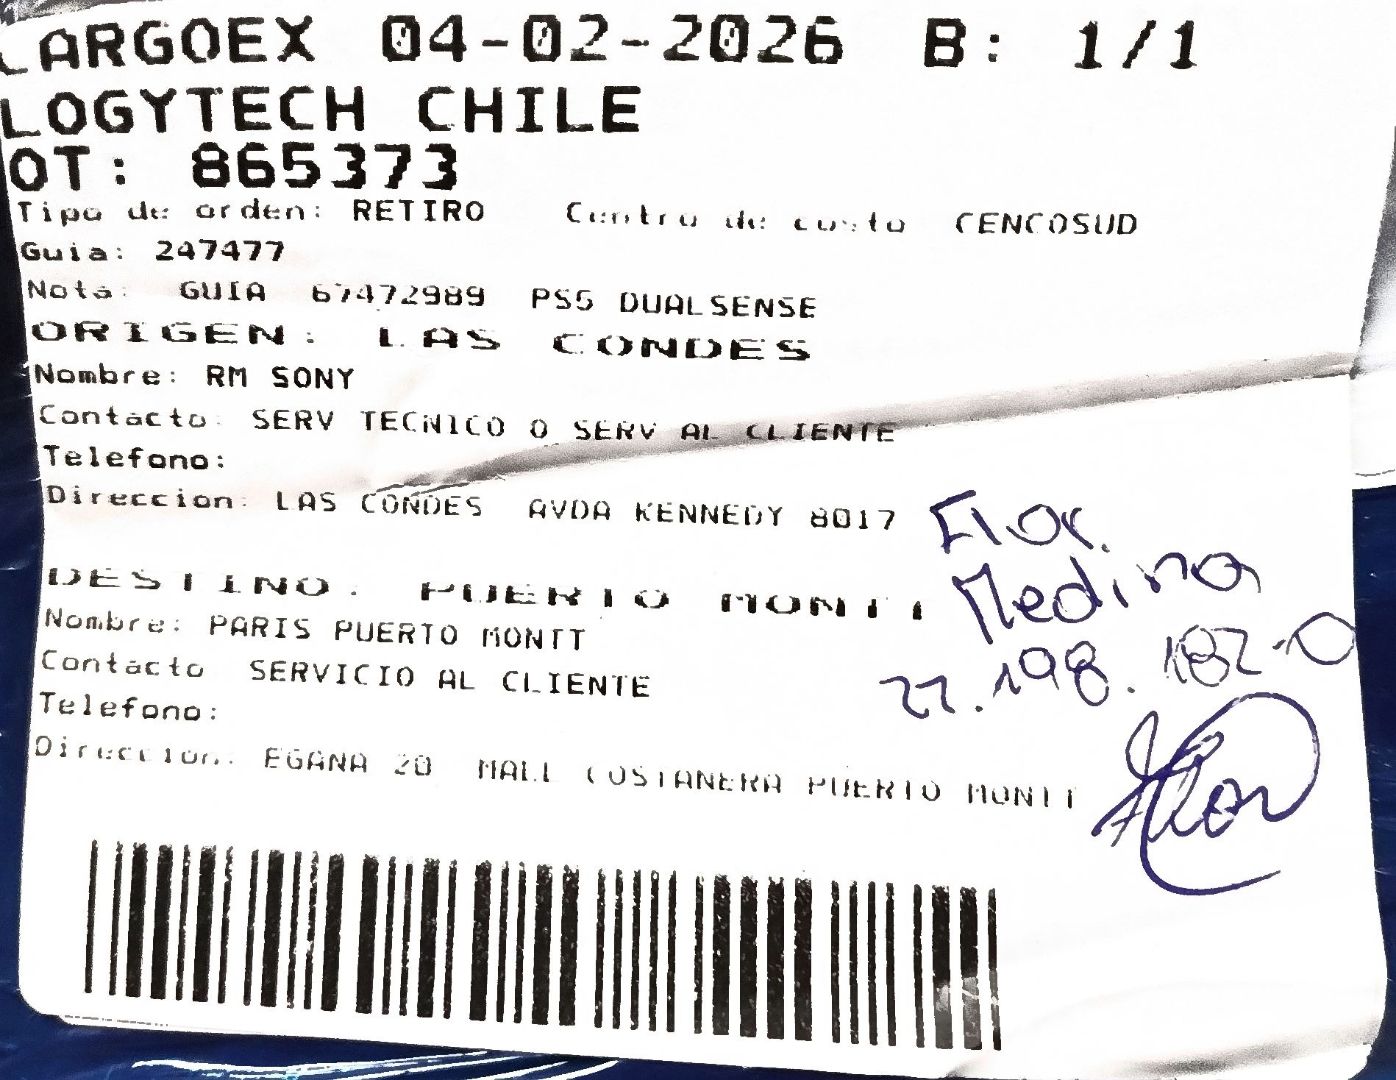 CARGOEX 04-02-2026 B: 1/1
LOGYTECH CHILE
OT: 865373
Tipo de orden: RETIRO Centro de costo CENCOSUD
Guia: 247477
Nota: GUIA 67472989 PS5 DUALSENSE
ORIGEN: LAS CONDES
Nombre: RM SONY
Contacto: SERV TECNICO O SERV AL CLIENTE
Telefono:
Direccion: LAS CONDES AVDA KENNEDY 8017
Flor.
Medina
22.198.182-0
DESTINO: PUERTO MONTT
Nombre: PARIS PUERTO MONTT
Contacto SERVICIO AL CLIENTE
Telefono:
Direccion: EGANA 20 MALL COSTANERA PUERTO MONTT
Flor